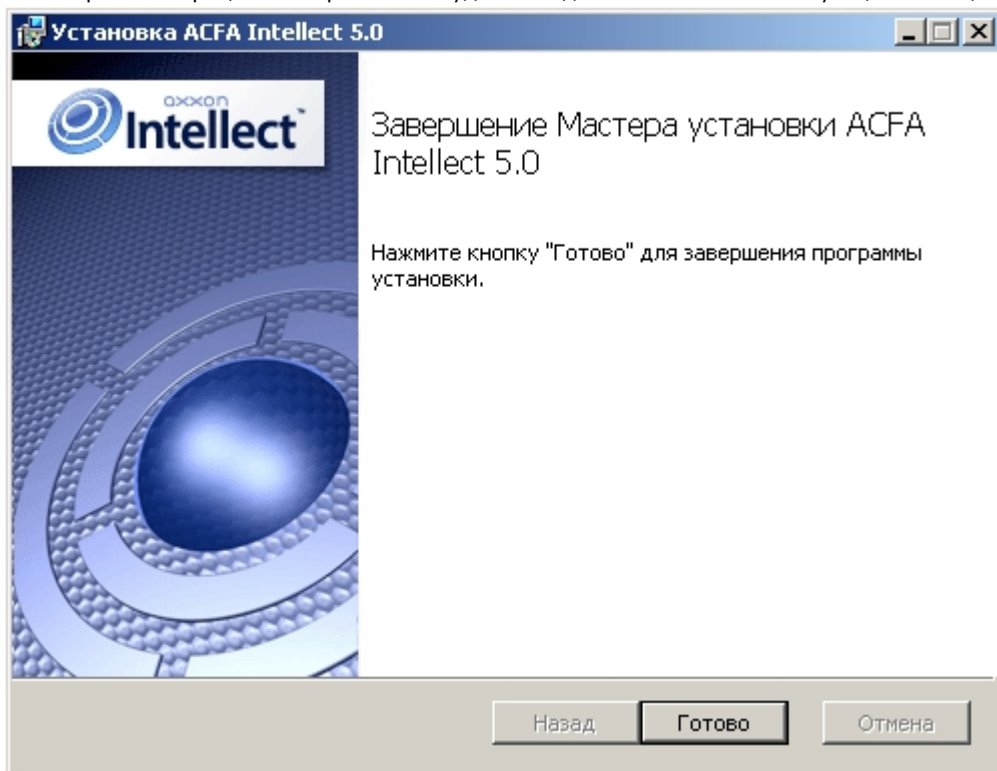 Установка ACFA Intellect 5.0
axxon
Intellect™
Завершение Мастера установки ACFA
Intellect 5.0
Нажмите кнопку "Готово" для завершения программы
установки.
Назад
Готово
Отмена